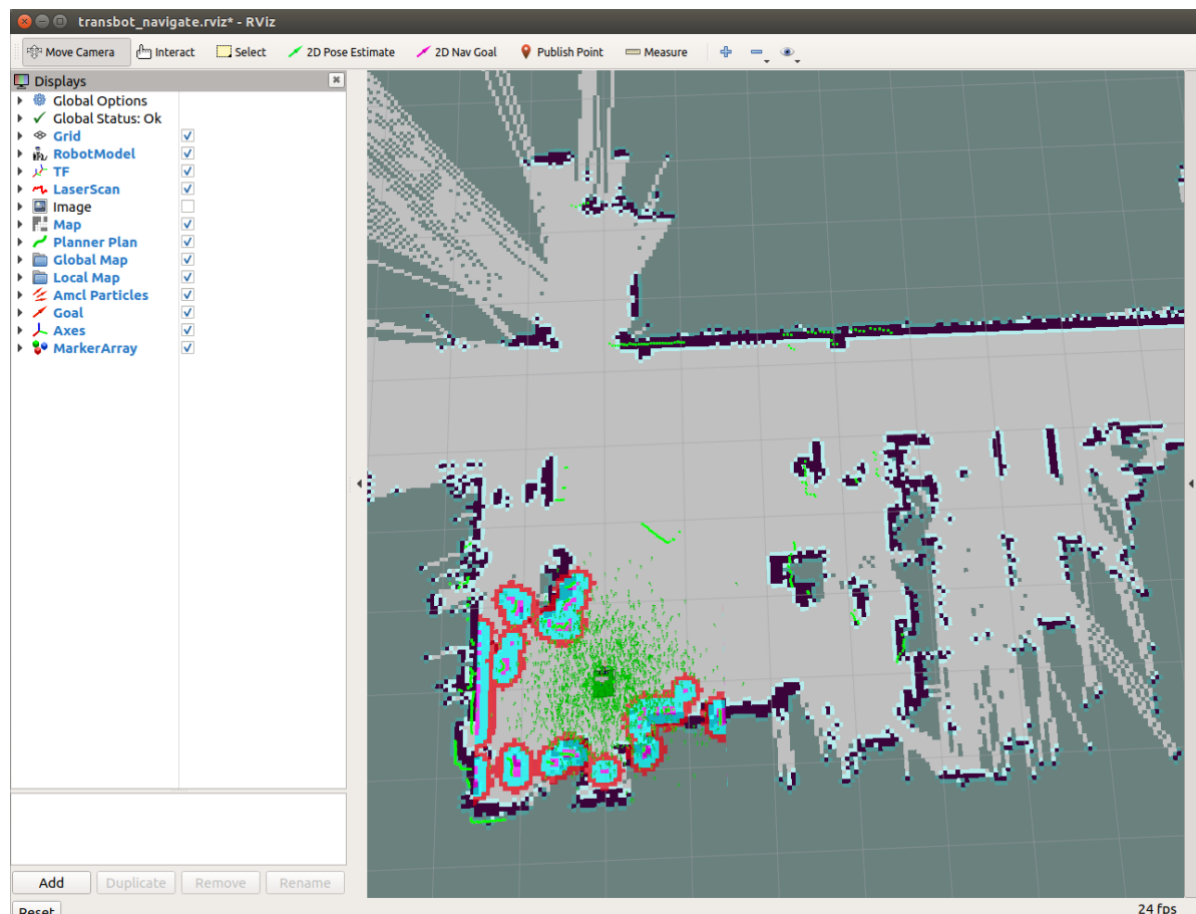 transbot_navigate.rviz* - RViz
Move Camera Interact Select 2D Pose Estimate 2D Nav Goal Publish Point Measure
Displays
Global Options
Global Status: Ok
Grid
RobotModel
TF
LaserScan
Image
Map
Planner Plan
Global Map
Local Map
Amcl Particles
Goal
Axes
MarkerArray
Add Duplicate Remove Rename
Reset 24 fps